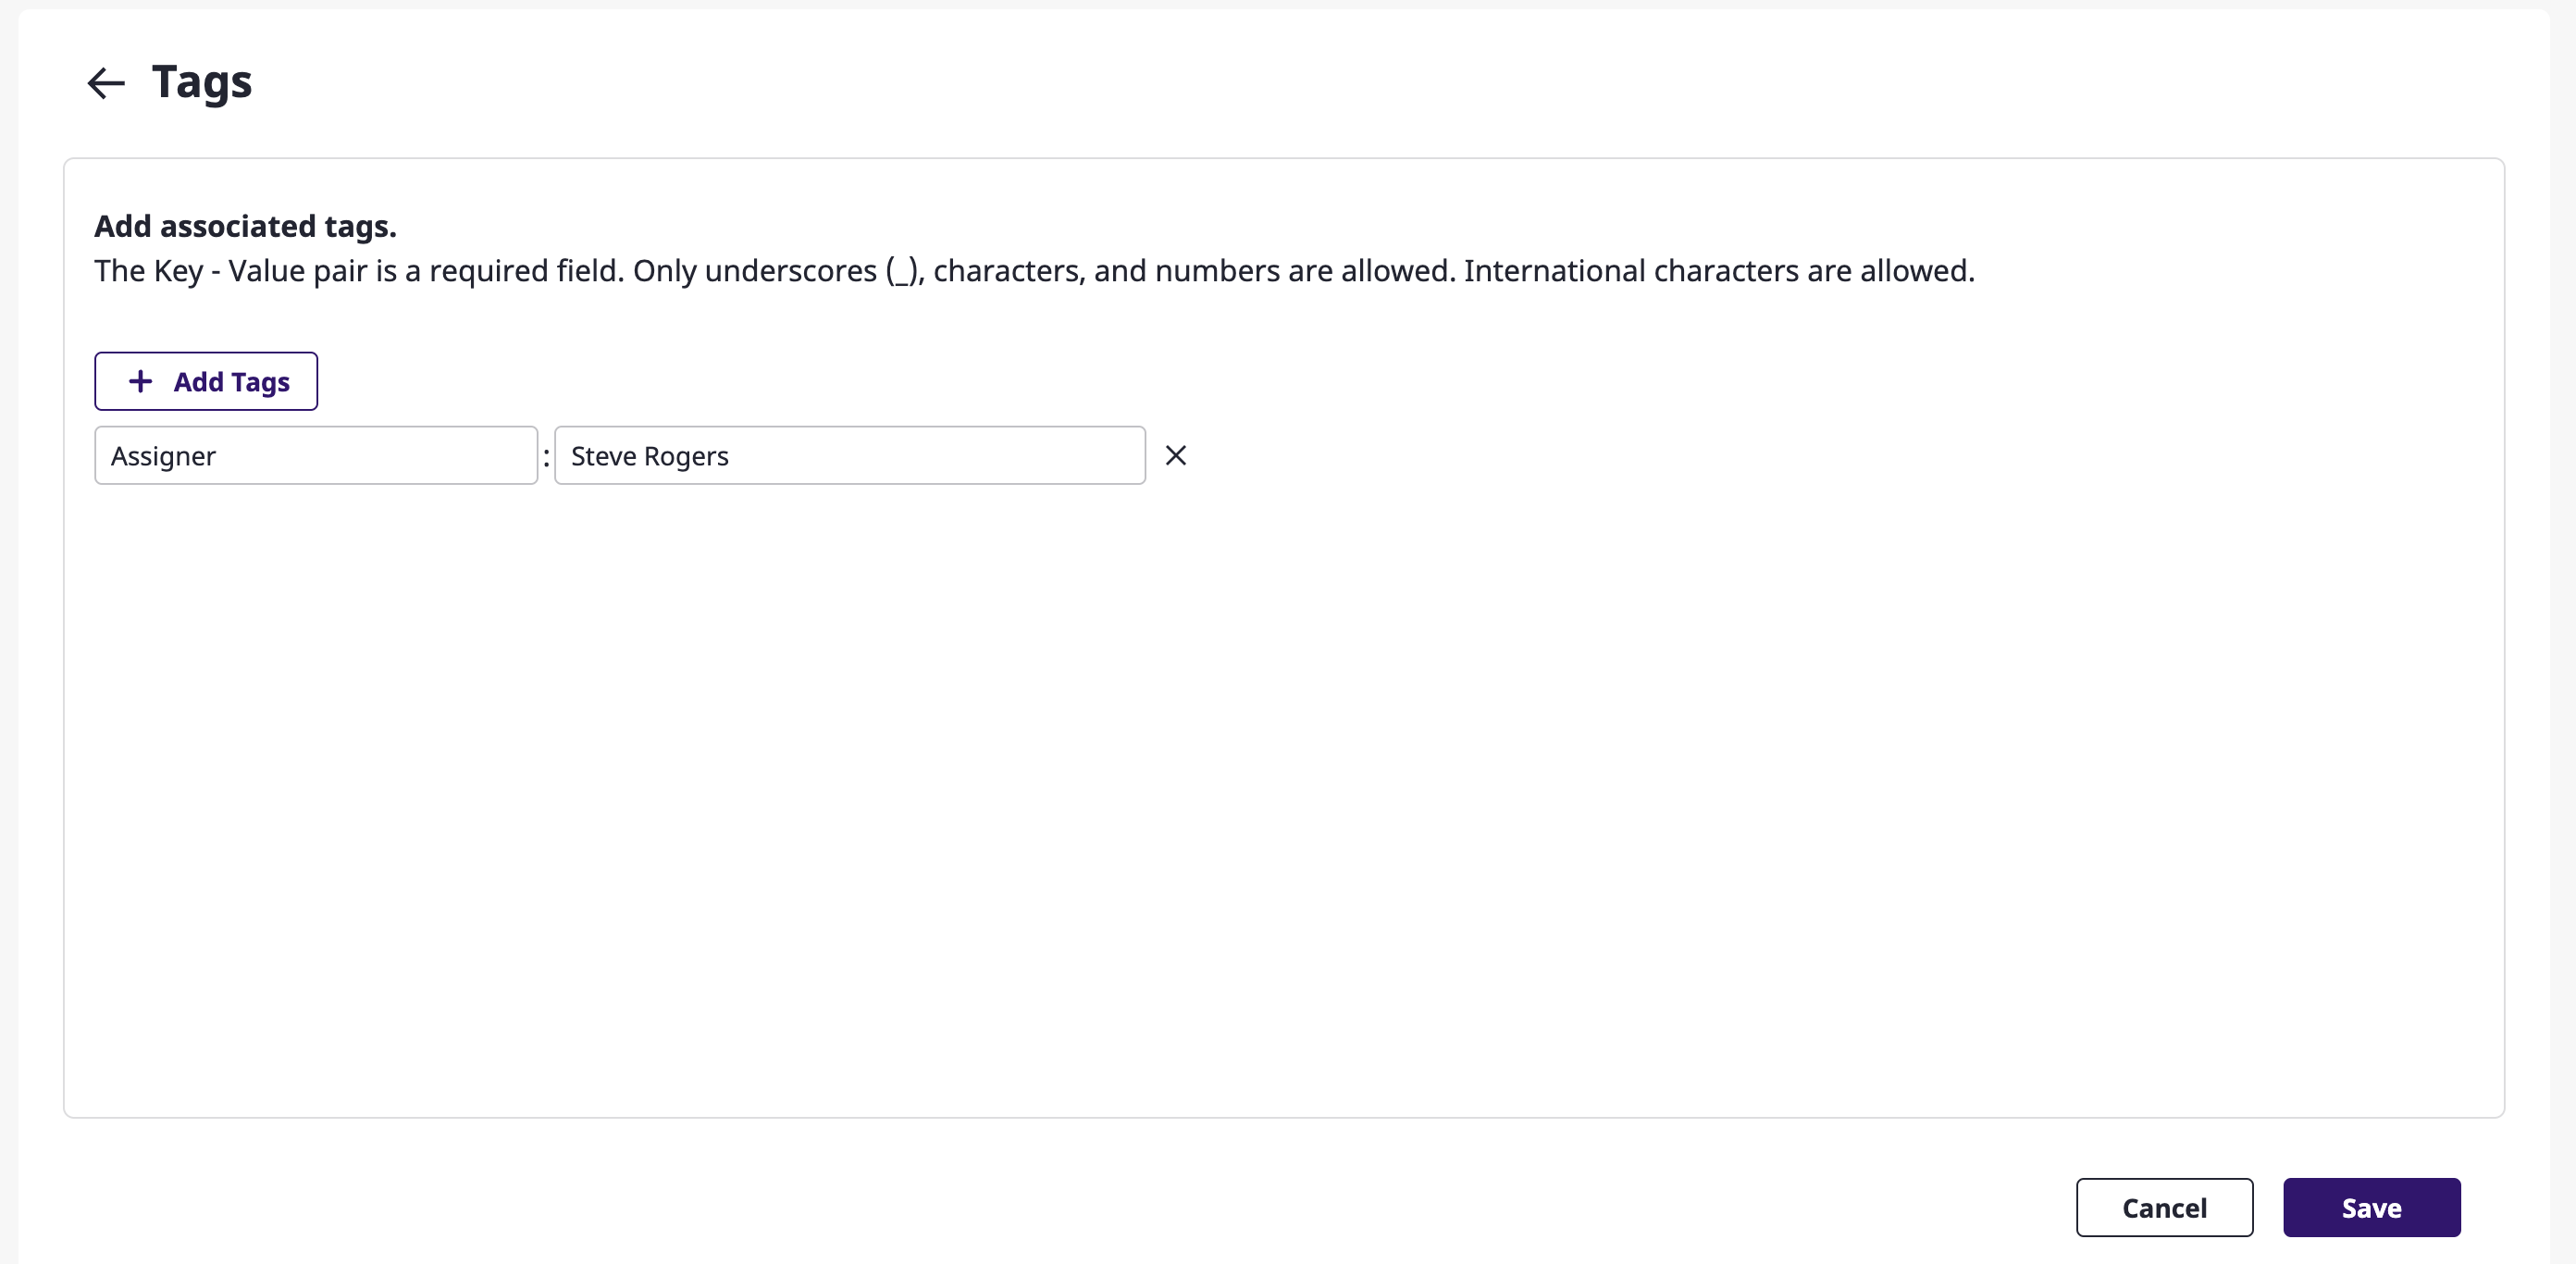 Tags
Add associated tags.
The Key - Value pair is a required field. Only underscores (_), characters, and numbers are allowed. International characters are allowed.
+ Add Tags
Assigner : Steve Rogers
Cancel Save